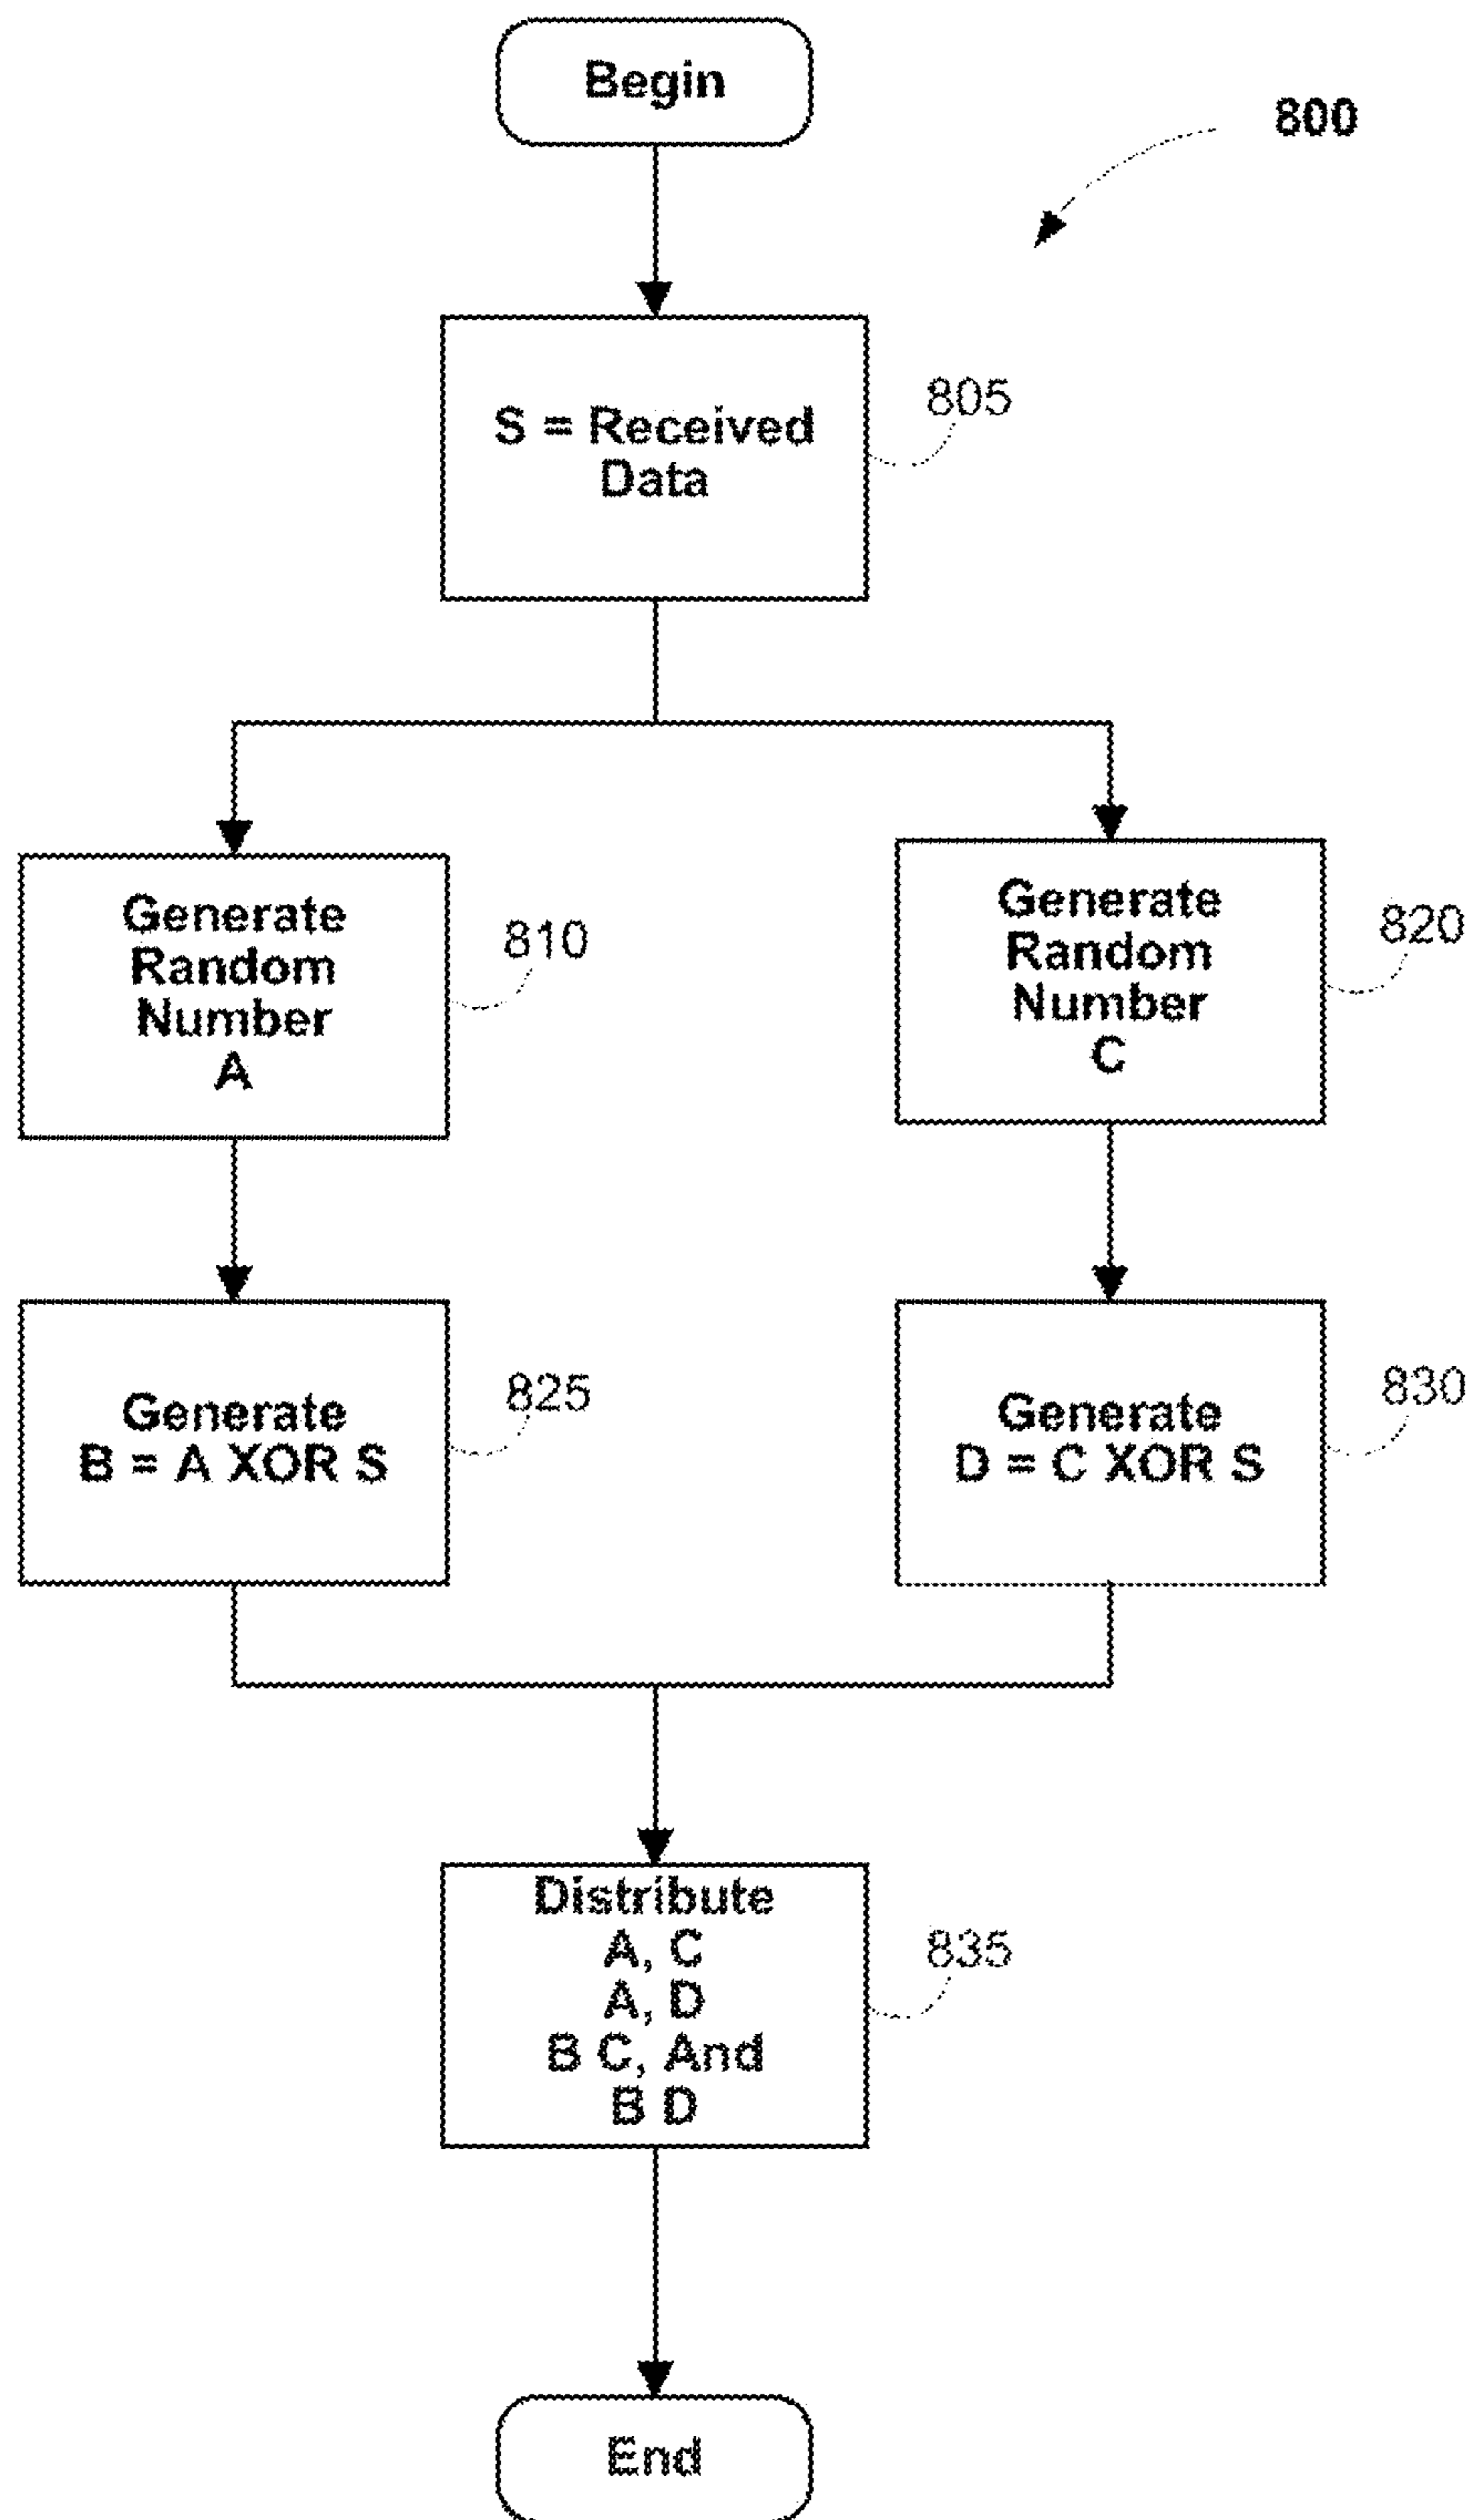 Begin
800
S = Received
Data
805
Generate
Random
Number
A
810
Generate
Random
Number
C
820
Generate
B = A XOR S
825
Generate
D = C XOR S
830
Distribute
A, C
A, D
B C, And
B D
835
End